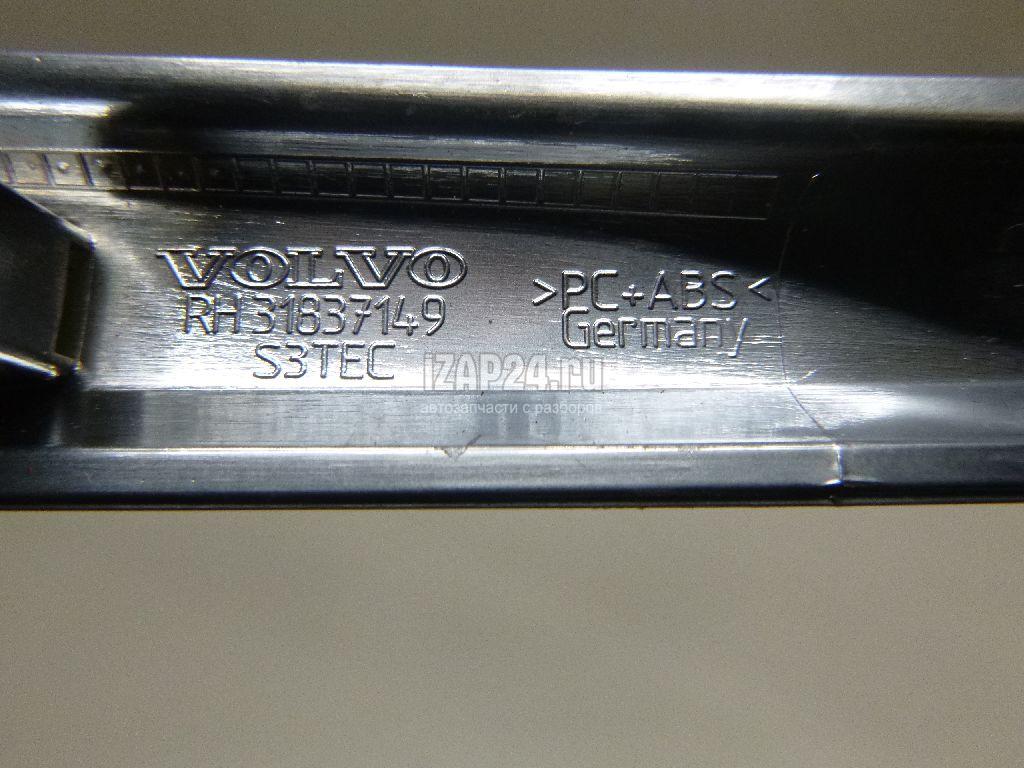 VOLVO
RH 31837149
S3TEC
>PC+ABS<
Germany
iZAP24.ru
автозапчасти с разборов